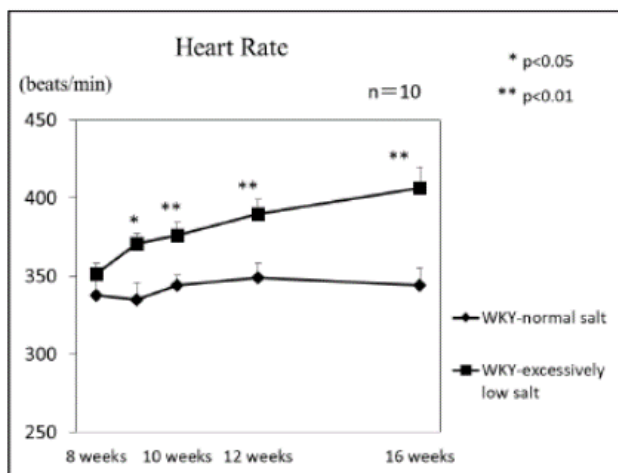 Heart Rate
* p<0.05
(beats/min)
n=10
** p<0.01
450
**
400
**
**
*
350
WKY-normal salt
300
WKY-excessively
low salt
250
8 weeks 10 weeks 12 weeks 16 weeks